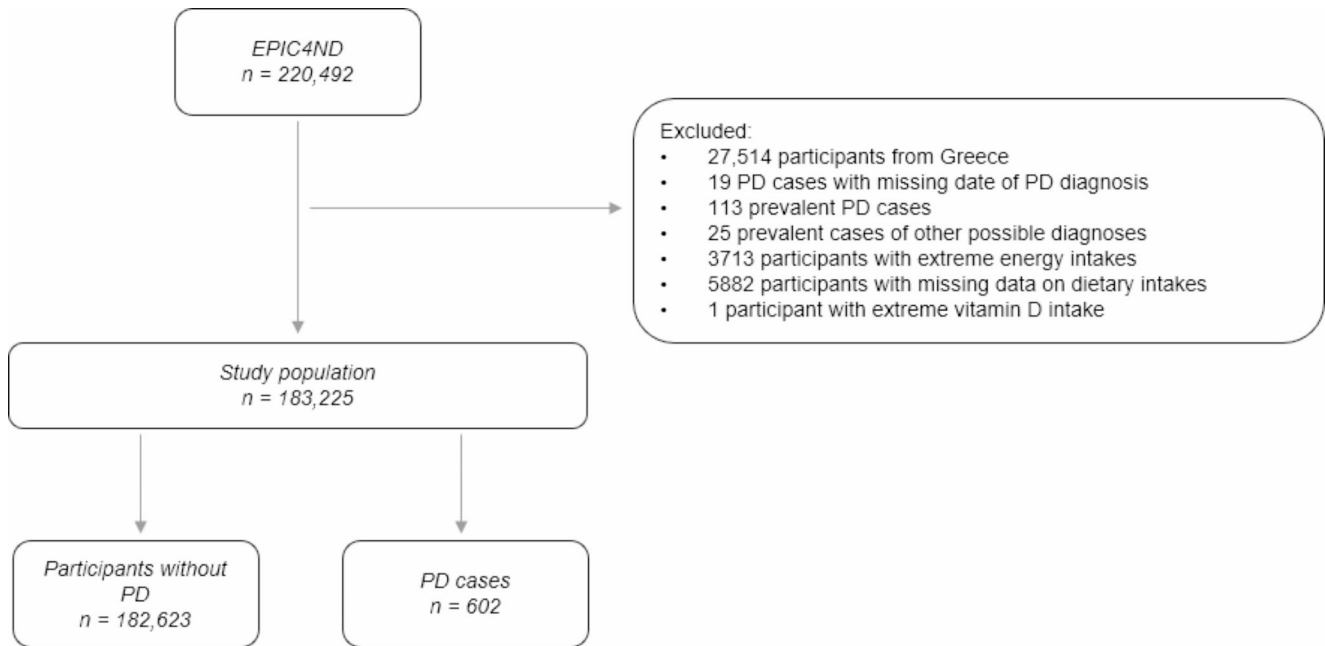 EPIC4ND
n = 220,492
Excluded:
• 27,514 participants from Greece
• 19 PD cases with missing date of PD diagnosis
• 113 prevalent PD cases
• 25 prevalent cases of other possible diagnoses
• 3713 participants with extreme energy intakes
• 5882 participants with missing data on dietary intakes
• 1 participant with extreme vitamin D intake
Study population
n = 183,225
Participants without
PD
n = 182,623
PD cases
n = 602